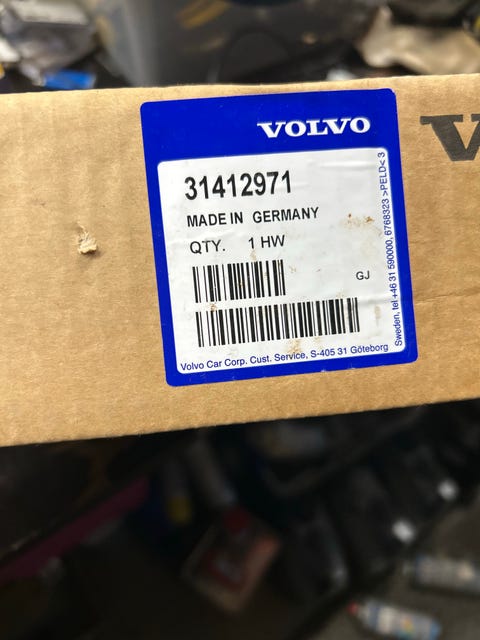 VOLVO
31412971
MADE IN GERMANY
QTY. 1 HW
GJ
Volvo Car Corp. Cust. Service, S-405 31 Göteborg
Sweden, tel.+46 31 590000, 6768323 >PELD< 3
V